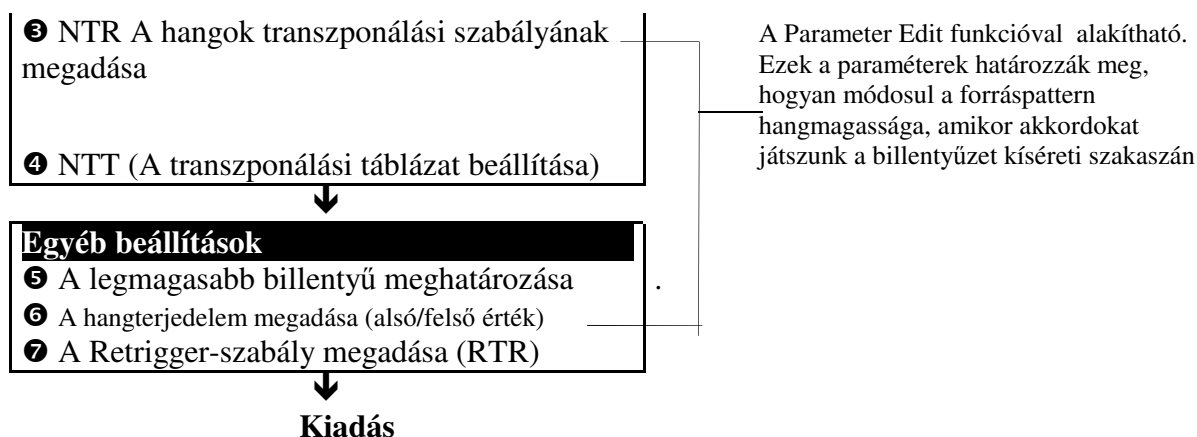 ❸ NTR A hangok transzponálási szabályának
megadása
❹ NTT (A transzponálási táblázat beállítása)
A Parameter Edit funkcióval alakítható.
Ezek a paraméterek határozzák meg,
hogyan módosul a forráspattern
hangmagassága, amikor akkordokat
játszunk a billentyűzet kíséreti szakaszán
Egyéb beállítások
❺ A legmagasabb billentyű meghatározása .
❻ A hangterjedelem megadása (alsó/felső érték)
❼ A Retrigger-szabály megadása (RTR)
Kiadás